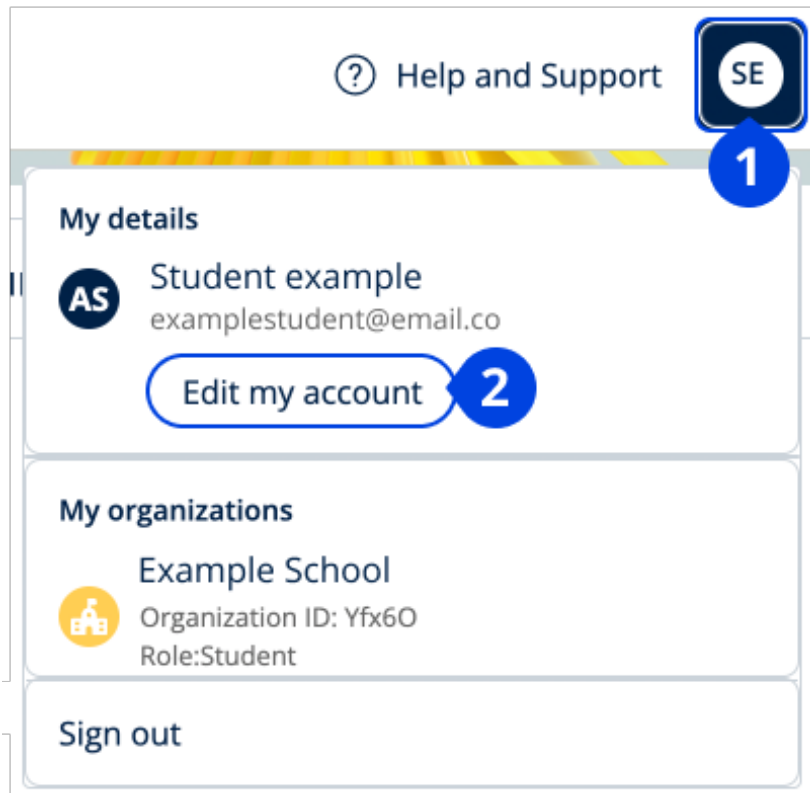 Help and Support SE
1
My details
AS Student example
examplestudent@email.co
Edit my account 2
My organizations
Example School
Organization ID: Yfx6O
Role:Student
Sign out